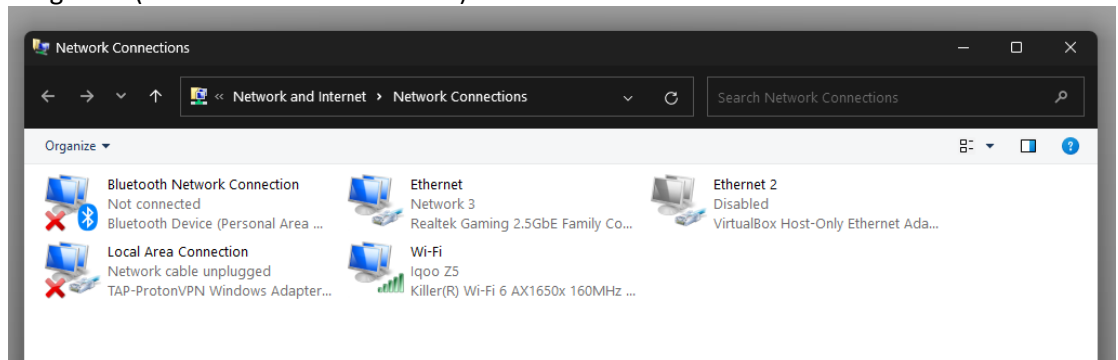 Network Connections
« Network and Internet › Network Connections
Search Network Connections
Organize
Bluetooth Network Connection
Not connected
Bluetooth Device (Personal Area ...
Ethernet
Network 3
Realtek Gaming 2.5GbE Family Co...
Ethernet 2
Disabled
VirtualBox Host-Only Ethernet Ada...
Local Area Connection
Network cable unplugged
TAP-ProtonVPN Windows Adapter...
Wi-Fi
Iqoo Z5
Killer(R) Wi-Fi 6 AX1650x 160MHz ...